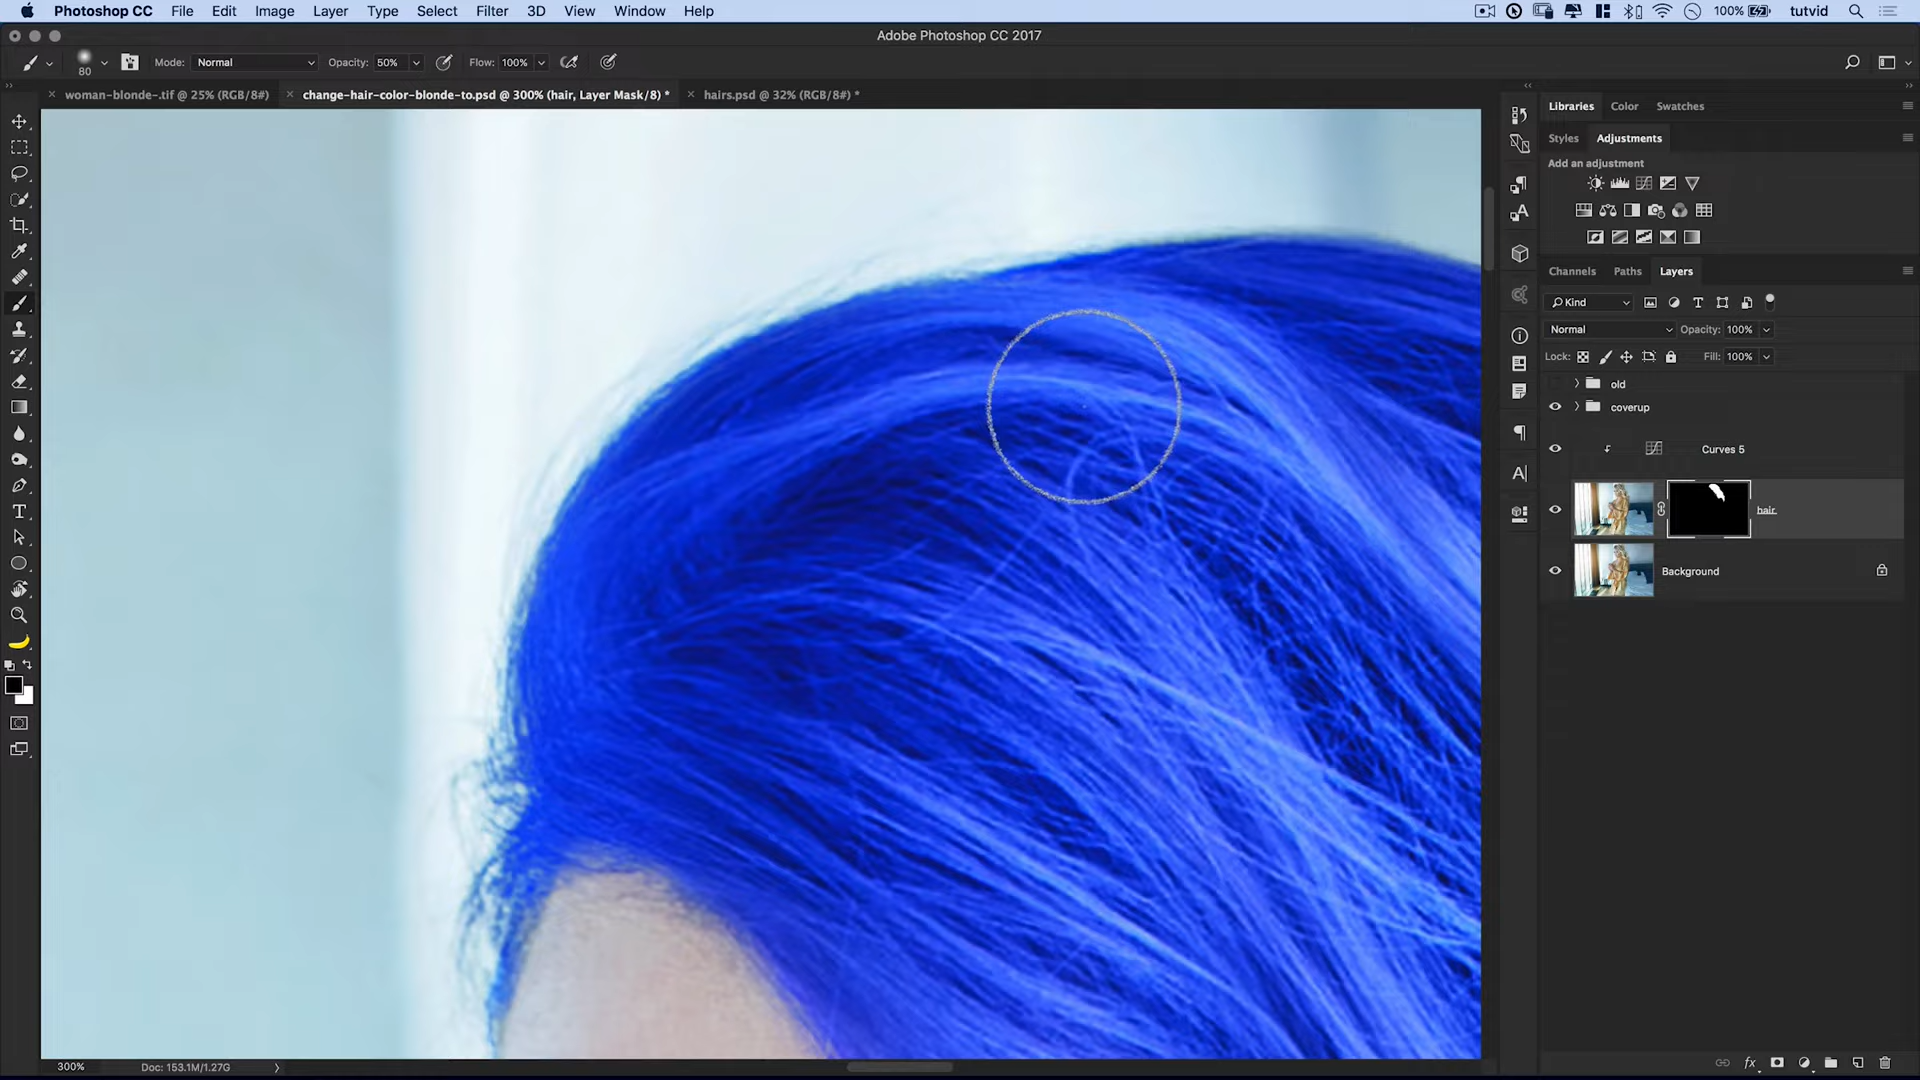 Photoshop CC File Edit Image Layer Type Select Filter 3D View Window Help 100% tutvid
Adobe Photoshop CC 2017
80 Mode: Normal Opacity: 50% Flow: 100%
woman-blonde-.tif @ 25% (RGB/8#) change-hair-color-blonde-to.psd @ 300% (hair, Layer Mask/8) * hairs.psd @ 32% (RGB/8#) *
Libraries Color Swatches
Styles Adjustments
Add an adjustment
Channels Paths Layers
Kind
Normal Opacity: 100%
Lock: Fill: 100%
old
coverup
Curves 5
hair
Background
300% Doc: 153.1M/1.27G